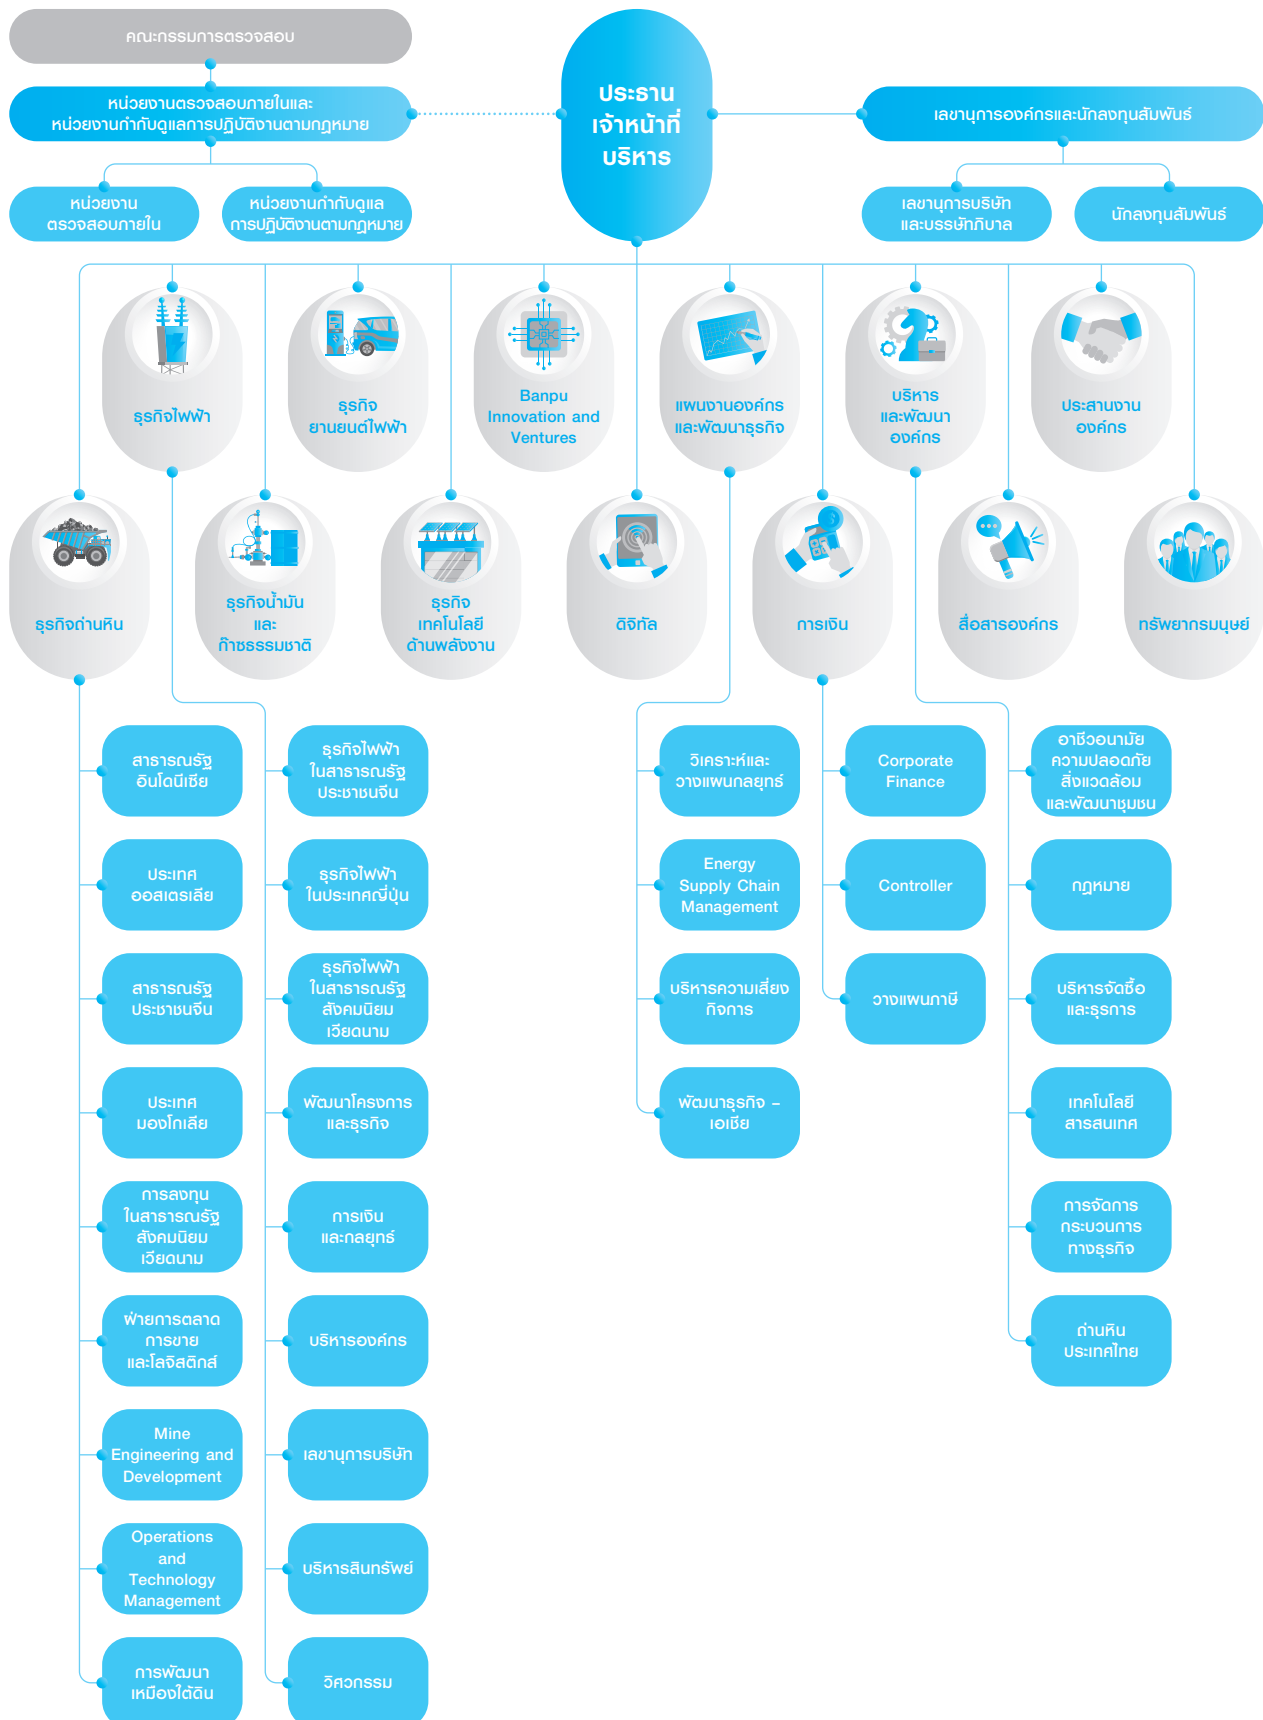 คณะกรรมการตรวจสอบ
หน่วยงานตรวจสอบภายในและ
หน่วยงานกำกับดูแลการปฏิบัติงานตามกฎหมาย
ประธาน
เจ้าหน้าที่
บริหาร
เลขานุการองค์กรและนักลงทุนสัมพันธ์
หน่วยงาน
ตรวจสอบภายใน
หน่วยงานกำกับดูแล
การปฏิบัติงานตามกฎหมาย
เลขานุการบริษัท
และบรรษัทภิบาล
นักลงทุนสัมพันธ์
ธุรกิจไฟฟ้า
ธุรกิจ
ยานยนต์ไฟฟ้า
Banpu
Innovation and
Ventures
แผนงานองค์กร
และพัฒนาธุรกิจ
บริหาร
และพัฒนา
องค์กร
ประสานงาน
องค์กร
ธุรกิจถ่านหิน
ธุรกิจน้ำมัน
และ
ก๊าซธรรมชาติ
ธุรกิจ
เทคโนโลยี
ด้านพลังงาน
ดิจิทัล
การเงิน
สื่อสารองค์กร
ทรัพยากรมนุษย์
สาธารณรัฐ
อินโดนีเซีย
ประเทศ
ออสเตรเลีย
สาธารณรัฐ
ประชาชนจีน
ประเทศ
มองโกเลีย
การลงทุน
ในสาธารณรัฐ
สังคมนิยม
เวียดนาม
ฝ่ายการตลาด
การขาย
และโลจิสติกส์
Mine
Engineering and
Development
Operations
and
Technology
Management
การพัฒนา
เหมืองใต้ดิน
ธุรกิจไฟฟ้า
ในสาธารณรัฐ
ประชาชนจีน
ธุรกิจไฟฟ้า
ในประเทศญี่ปุ่น
ธุรกิจไฟฟ้า
ในสาธารณรัฐ
สังคมนิยม
เวียดนาม
พัฒนาโครงการ
และธุรกิจ
การเงิน
และกลยุทธ์
บริหารองค์กร
เลขานุการบริษัท
บริหารสินทรัพย์
วิศวกรรม
วิเคราะห์และ
วางแผนกลยุทธ์
Energy
Supply Chain
Management
บริหารความเสี่ยง
กิจการ
พัฒนาธุรกิจ –
เอเชีย
Corporate
Finance
Controller
วางแผนภาษี
อาชีวอนามัย
ความปลอดภัย
สิ่งแวดล้อม
และพัฒนาชุมชน
กฎหมาย
บริหารจัดซื้อ
และธุรการ
เทคโนโลยี
สารสนเทศ
การจัดการ
กระบวนการ
ทางธุรกิจ
ถ่านหิน
ประเทศไทย